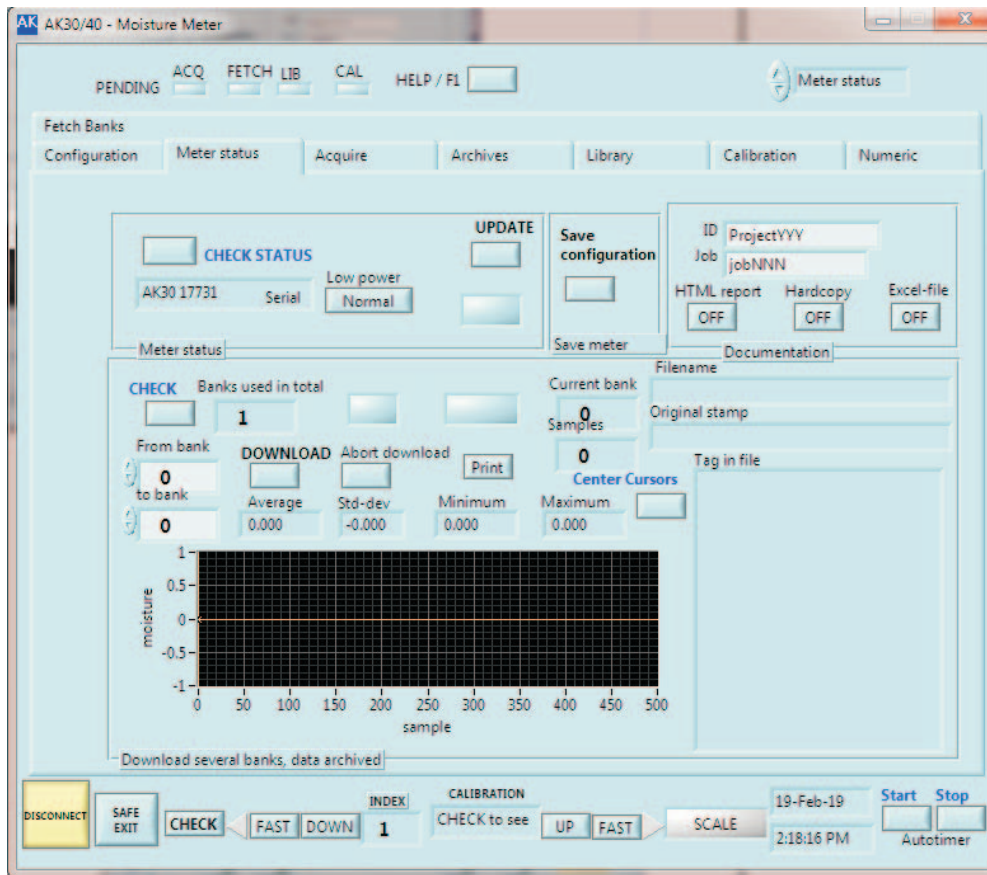 AK AK30/40 - Moisture Meter
PENDING ACQ FETCH LIB CAL HELP / F1 Meter status
Fetch Banks
Configuration Meter status Acquire Archives Library Calibration Numeric
UPDATE
CHECK STATUS
AK30 17731 Serial
Low power
Normal
Meter status
Save
configuration
Save meter
ID ProjectYYY
Job jobNNN
HTML report Hardcopy Excel-file
OFF OFF OFF
Documentation
CHECK Banks used in total
1
Current bank
0
Samples
0
Filename
Original stamp
Tag in file
From bank
0
to bank
0
DOWNLOAD Abort download Print
Center Cursors
Average Std-dev Minimum Maximum
0.000 -0.000 0.000 0.000
1
0.5
0
-0.5
-1
moisture
0 50 100 150 200 250 300 350 400 450 500
sample
Download several banks, data archived
DISCONNECT
SAFE
EXIT
CHECK FAST DOWN
INDEX
1
CALIBRATION
CHECK to see
UP FAST SCALE
19-Feb-19
2:18:16 PM
Start Stop
Autotimer